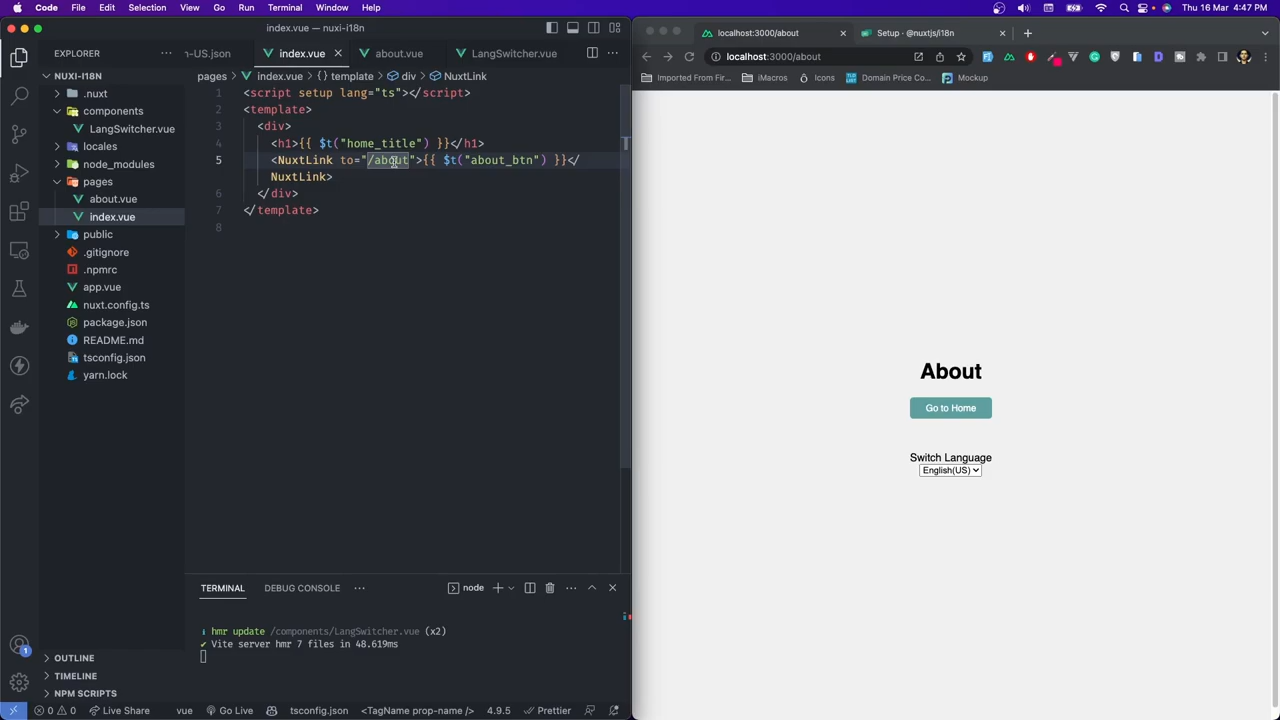 Code File Edit Selection View Go Run Terminal Window Help
Thu 16 Mar 4:47 PM
index.vue — nuxi-i18n
EXPLORER
NUXI-I18N
.nuxt
components
LangSwitcher.vue
locales
node_modules
pages
about.vue
index.vue
public
.gitignore
.npmrc
app.vue
nuxt.config.ts
package.json
README.md
tsconfig.json
yarn.lock
OUTLINE
TIMELINE
NPM SCRIPTS
n-US.json index.vue about.vue LangSwitcher.vue
pages > index.vue > {} template > div > NuxtLink
1 <script setup lang="ts"></script>
2 <template>
3 <div>
4 <h1>{{ $t("home_title") }}</h1>
5 <NuxtLink to="/about">{{ $t("about_btn") }}</
NuxtLink>
6 </div>
7 </template>
8
TERMINAL DEBUG CONSOLE ... node
hmr update /components/LangSwitcher.vue (x2)
✔ Vite server hmr 7 files in 48.619ms
1
0 0 Live Share vue Go Live tsconfig.json <TagName prop-name /> 4.9.5 Prettier
localhost:3000/about
Setup · @nuxtjs/i18n
localhost:3000/about
Imported From Fir... iMacros Icons Domain Price Co... Mockup
About
Go to Home
Switch Language
English(US)